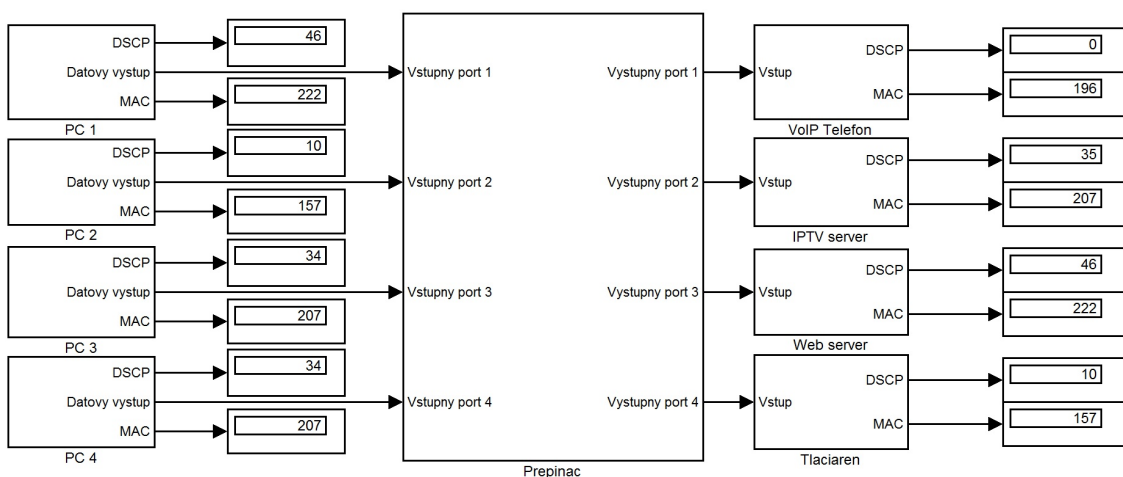 DSCP
Datovy vystup
MAC
PC 1
46
222
DSCP
Datovy vystup
MAC
PC 2
10
157
DSCP
Datovy vystup
MAC
PC 3
34
207
DSCP
Datovy vystup
MAC
PC 4
34
207
Vstupny port 1
Vstupny port 2
Vstupny port 3
Vstupny port 4
Vystupny port 1
Vystupny port 2
Vystupny port 3
Vystupny port 4
Prepinac
Vstup
DSCP
MAC
VoIP Telefon
0
196
Vstup
DSCP
MAC
IPTV server
35
207
Vstup
DSCP
MAC
Web server
46
222
Vstup
DSCP
MAC
Tlaciaren
10
157